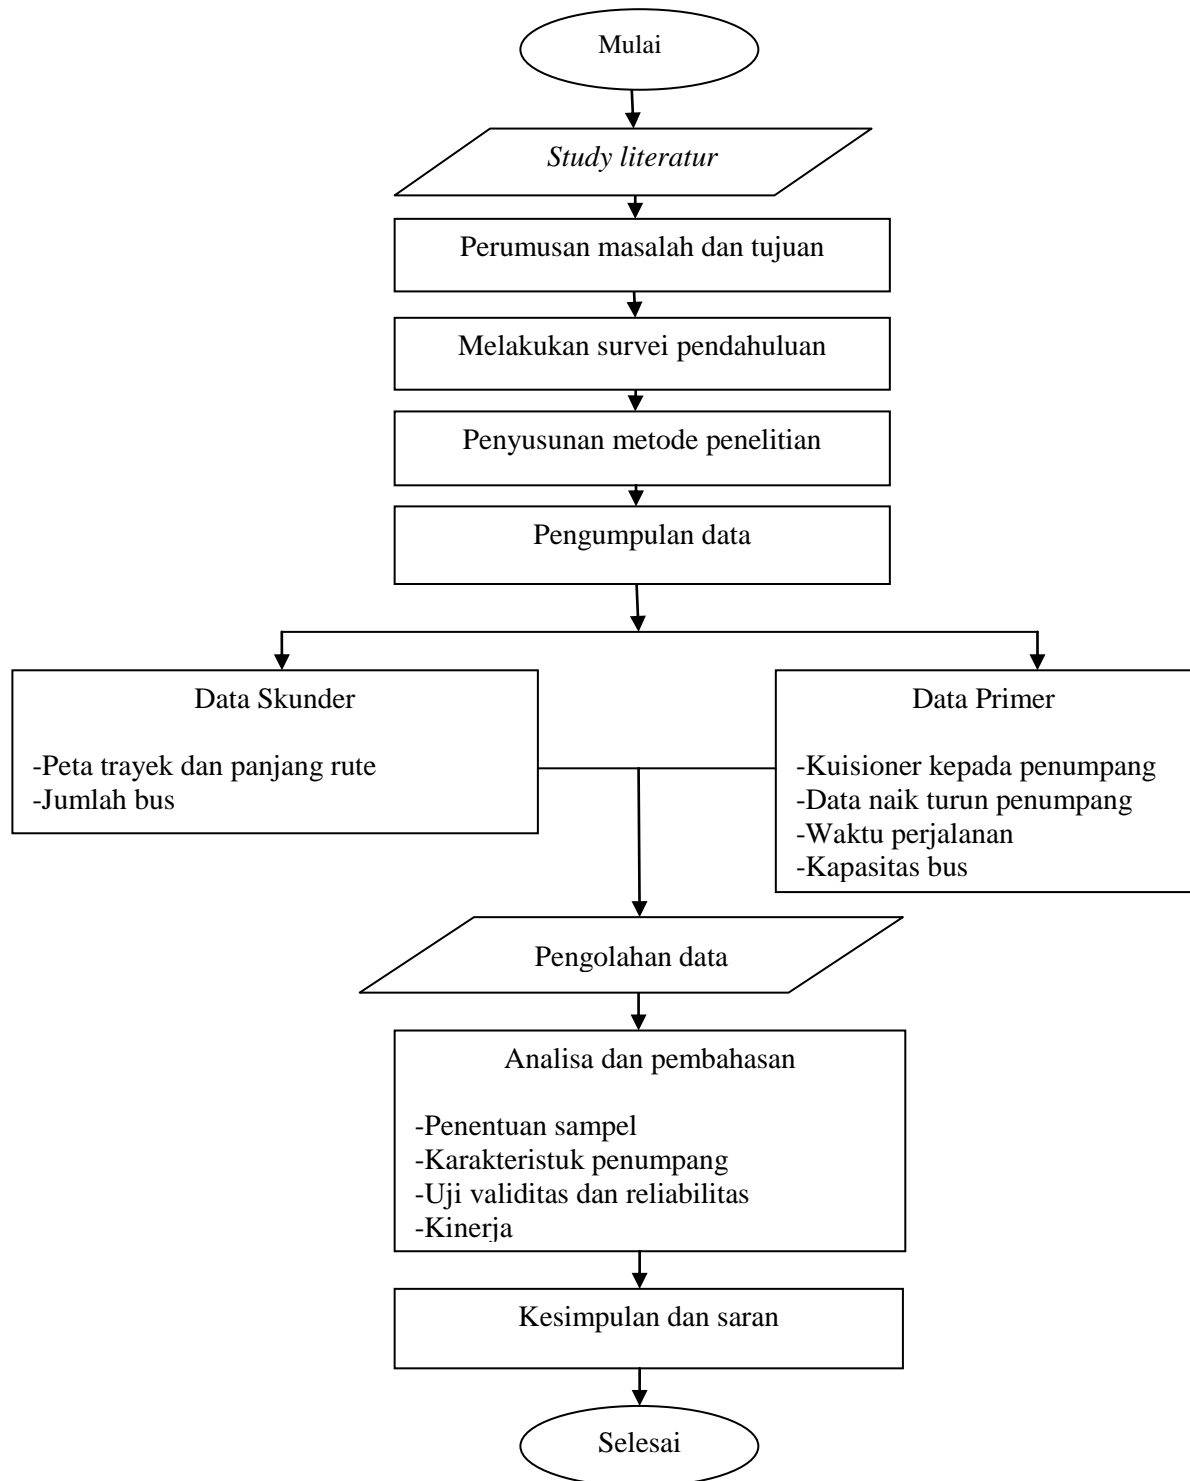 Mulai
Study literatur
Perumusan masalah dan tujuan
Melakukan survei pendahuluan
Penyusunan metode penelitian
Pengumpulan data
Data Skunder
-Peta trayek dan panjang rute
-Jumlah bus
Data Primer
-Kuisioner kepada penumpang
-Data naik turun penumpang
-Waktu perjalanan
-Kapasitas bus
Pengolahan data
Analisa dan pembahasan
-Penentuan sampel
-Karakteristuk penumpang
-Uji validitas dan reliabilitas
-Kinerja
Kesimpulan dan saran
Selesai